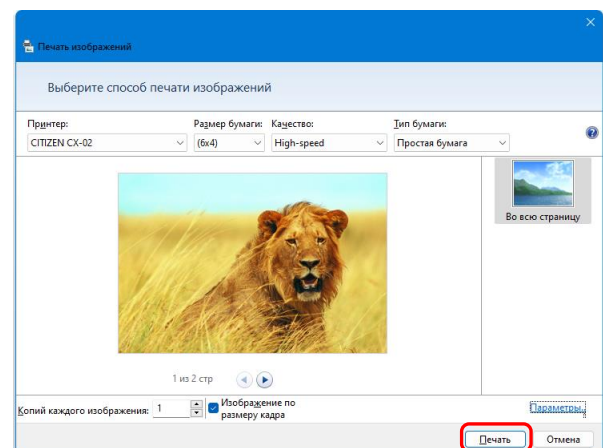 Печать изображений
Выберите способ печати изображений
Принтер: Размер бумаги: Качество: Тип бумаги:
CITIZEN CX-02 (6x4) High-speed Простая бумага
Во всю страницу
1 из 2 стр
Копий каждого изображения: 1 Изображение по
размеру кадра
Параметры...
Печать Отмена